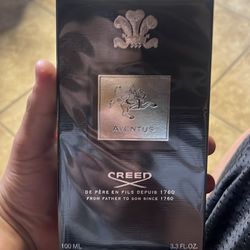 AVENTUS
CREED
DE PÈRE EN FILS DEPUIS 1760
FROM FATHER TO SON SINCE 1760
100 ML 3.3 FL.OZ.